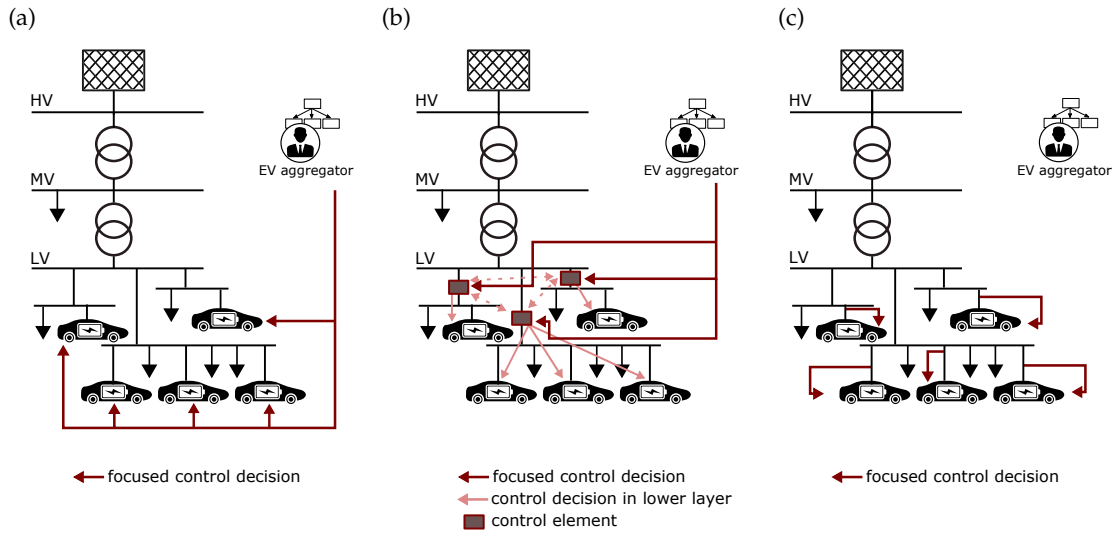 (a)
(b)
(c)
HV
MV
LV
EV aggregator
HV
MV
LV
EV aggregator
HV
MV
LV
EV aggregator
focused control decision
focused control decision
control decision in lower layer
control element
focused control decision